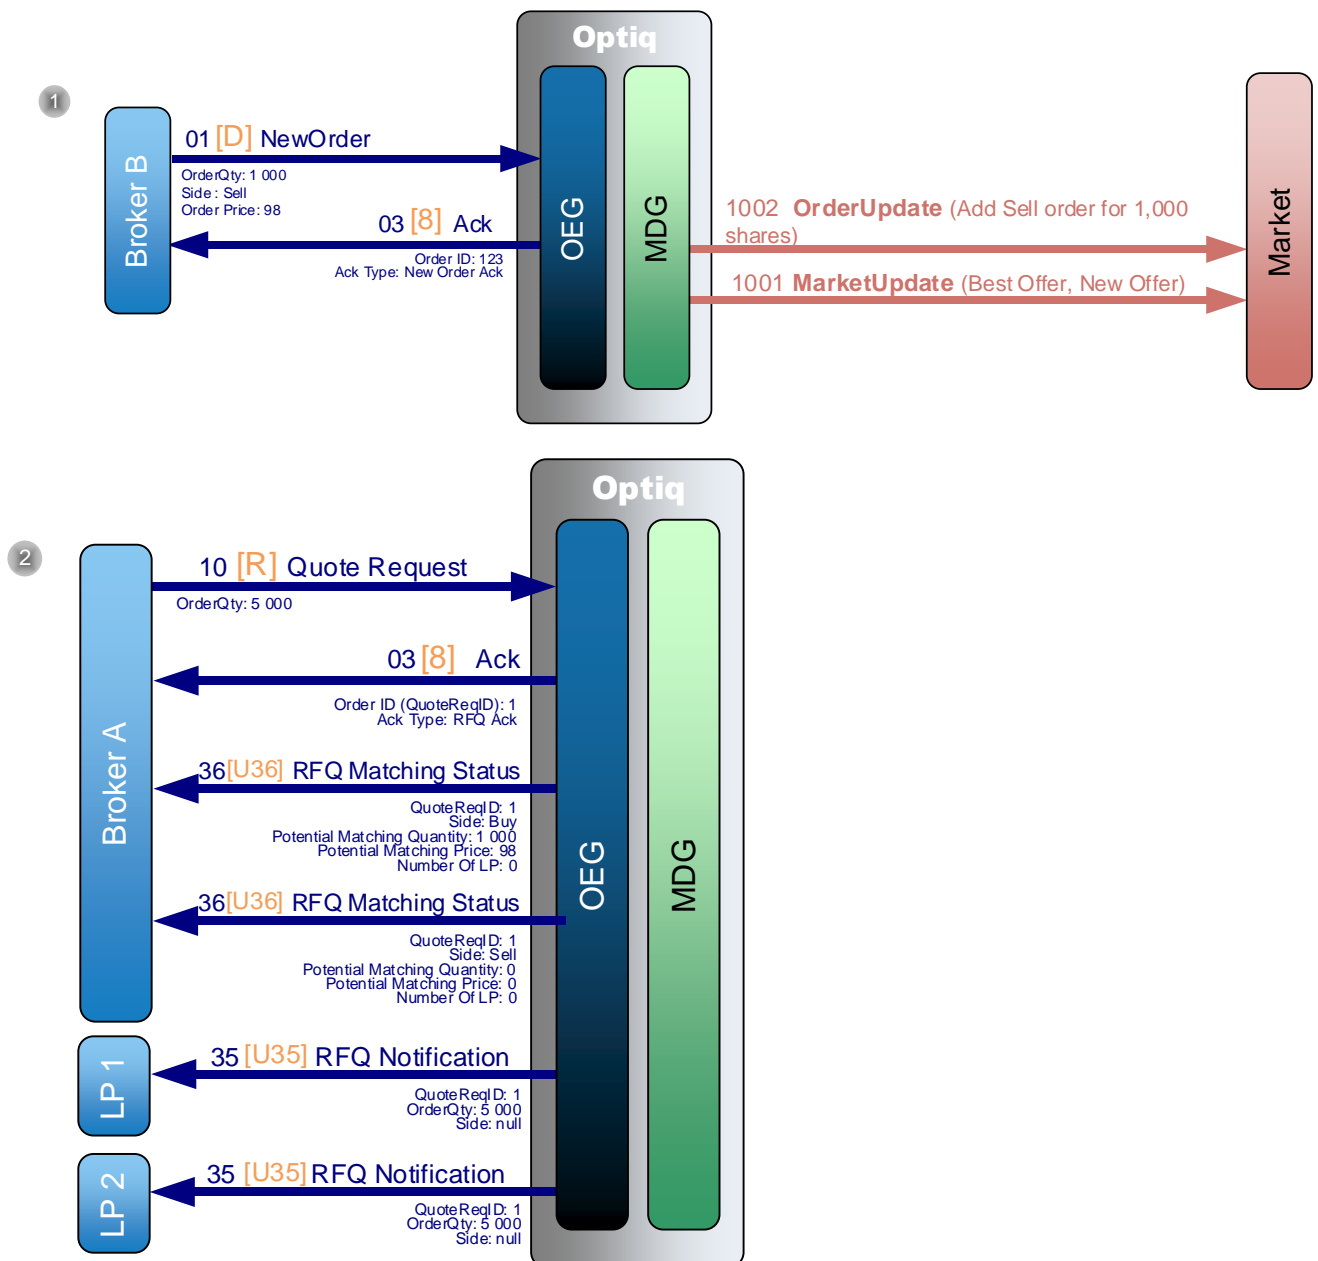 Optiq
1
01 [D] NewOrder
OrderQty: 1 000
Side : Sell
Order Price: 98
03 [8] Ack
Order ID: 123
Ack Type: New Order Ack
Broker B
OEG
MDG
1002 OrderUpdate (Add Sell order for 1,000
shares)
1001 MarketUpdate (Best Offer, New Offer)
Market
Optiq
2
10 [R] Quote Request
OrderQty: 5 000
03 [8] Ack
Order ID (QuoteReqID): 1
Ack Type: RFQ Ack
36 [U36] RFQ Matching Status
QuoteReqID: 1
Side: Buy
Potential Matching Quantity: 1 000
Potential Matching Price: 98
Number Of LP: 0
36 [U36] RFQ Matching Status
QuoteReqID: 1
Side: Sell
Potential Matching Quantity: 0
Potential Matching Price: 0
Number Of LP: 0
Broker A
OEG
MDG
35 [U35] RFQ Notification
QuoteReqID: 1
OrderQty: 5 000
Side: null
LP 1
35 [U35] RFQ Notification
QuoteReqID: 1
OrderQty: 5 000
Side: null
LP 2